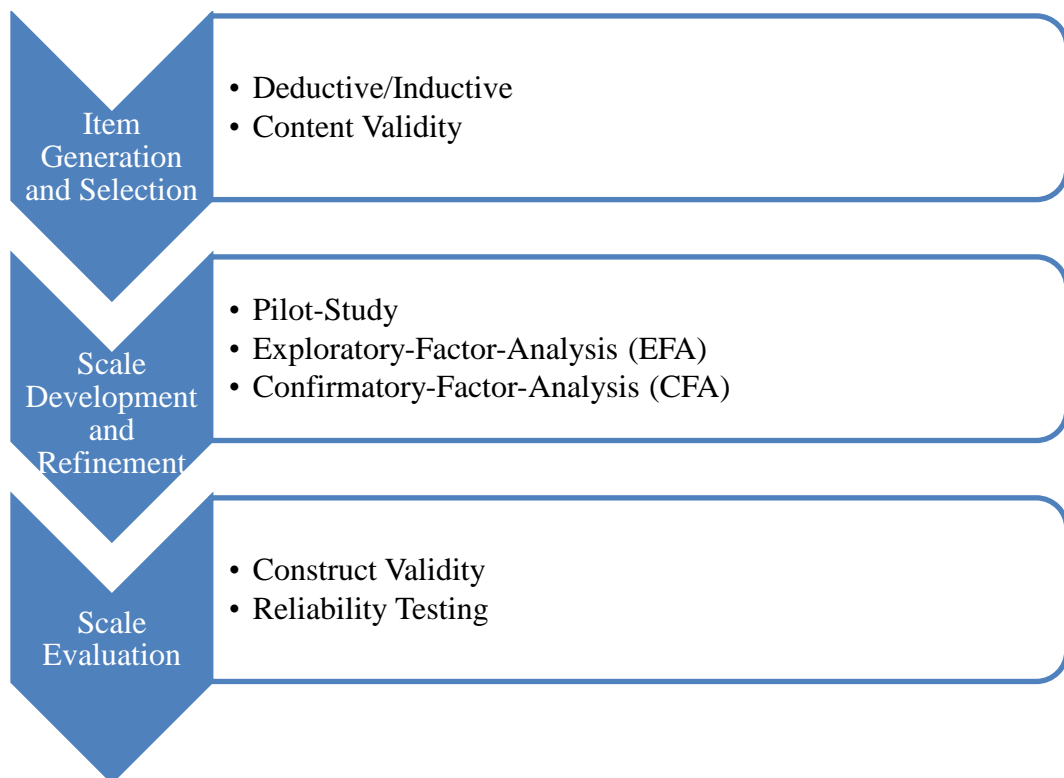 Item
Generation
and Selection
• Deductive/Inductive
• Content Validity
Scale
Development
and
Refinement
• Pilot-Study
• Exploratory-Factor-Analysis (EFA)
• Confirmatory-Factor-Analysis (CFA)
Scale
Evaluation
• Construct Validity
• Reliability Testing